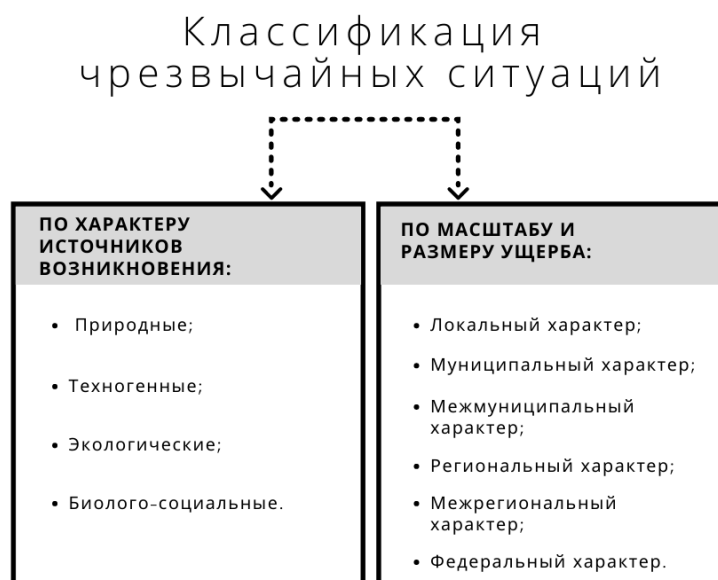 Классификация
чрезвычайных ситуаций
ПО ХАРАКТЕРУ
ИСТОЧНИКОВ
ВОЗНИКНОВЕНИЯ:
• Природные;
• Техногенные;
• Экологические;
• Биолого-социальные.
ПО МАСШТАБУ И
РАЗМЕРУ УЩЕРБА:
• Локальный характер;
• Муниципальный характер;
• Межмуниципальный
характер;
• Региональный характер;
• Межрегиональный
характер;
• Федеральный характер.